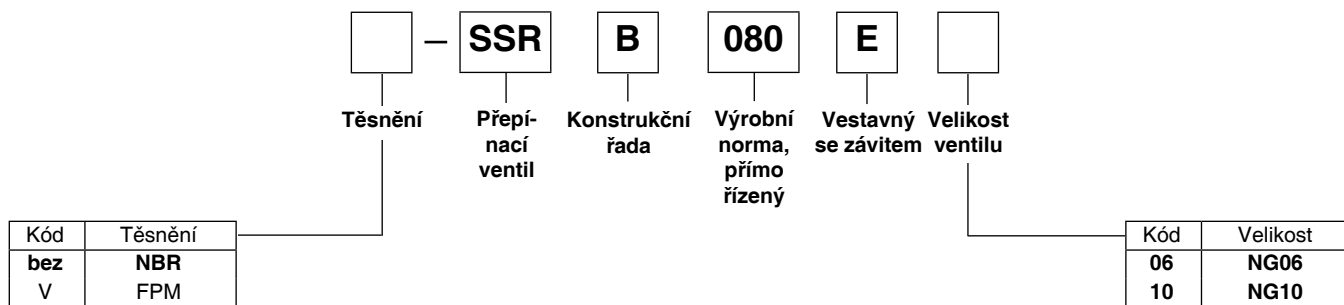 – SSR B 080 E
Těsnění
Přepí-
nací
ventil
Konstrukční
řada
Výrobní
norma,
přímo
řízený
Vestavný
se závitem
Velikost
ventilu
Kód Těsnění
bez NBR
V FPM
Kód Velikost
06 NG06
10 NG10